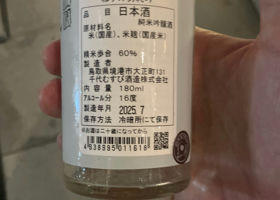 品目 日本酒
純米吟醸酒
原材料名
米(国産)、米麹(国産)
精米歩合 60%
製造者
鳥取県境港市大正町131
千代むすび酒造株式会社
内容量 180ml
アルコール分 16度
製造年月 2025.7
保存方法 冷暗所にて保存
お酒は二十歳になってから
4938895011618